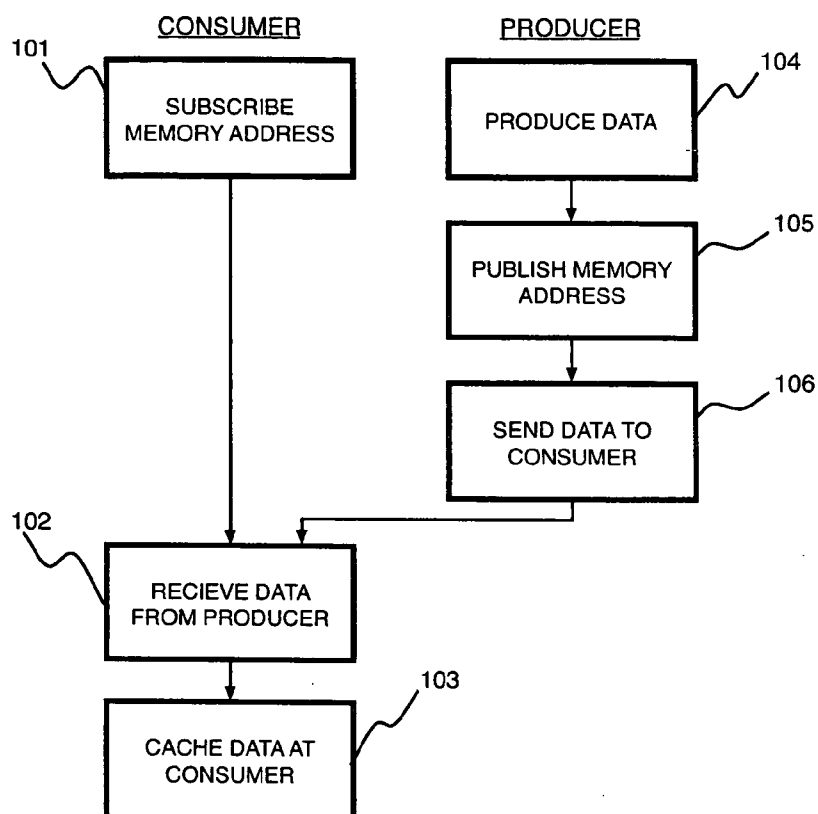 CONSUMER
PRODUCER
101
SUBSCRIBE
MEMORY ADDRESS
104
PRODUCE DATA
105
PUBLISH MEMORY
ADDRESS
106
SEND DATA TO
CONSUMER
102
RECIEVE DATA
FROM PRODUCER
103
CACHE DATA AT
CONSUMER